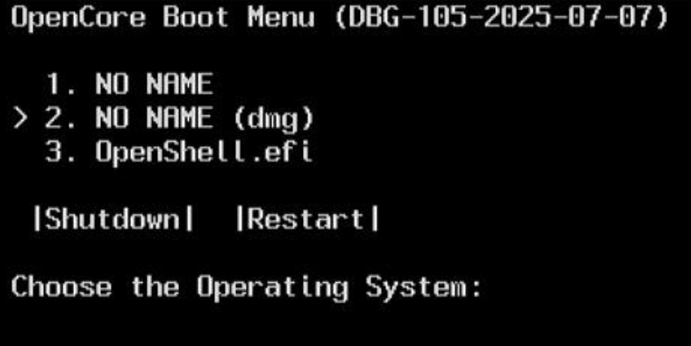 OpenCore Boot Menu (DBG-105-2025-07-07)
1. NO NAME
> 2. NO NAME (dmg)
3. OpenShell.efi
|Shutdown| |Restart|
Choose the Operating System: